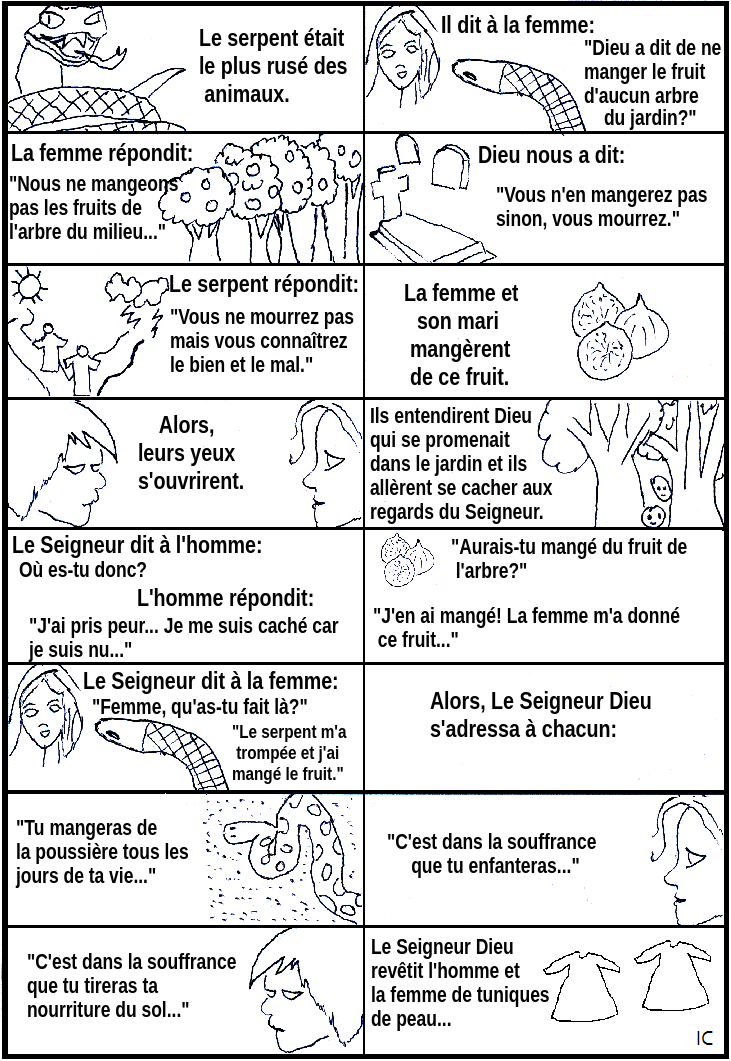 Le serpent était
le plus rusé des
animaux.
Il dit à la femme:
"Dieu a dit de ne
manger le fruit
d'aucun arbre
du jardin?"
La femme répondit:
"Nous ne mangeons
pas les fruits de
l'arbre du milieu..."
Dieu nous a dit:
"Vous n'en mangerez pas
sinon, vous mourrez."
Le serpent répondit:
"Vous ne mourrez pas
mais vous connaîtrez
le bien et le mal."
La femme et
son mari
mangèrent
de ce fruit.
Alors,
leurs yeux
s'ouvrirent.
Ils entendirent Dieu
qui se promenait
dans le jardin et ils
allèrent se cacher aux
regards du Seigneur.
Le Seigneur dit à l'homme:
Où es-tu donc?
L'homme répondit:
"J'ai pris peur... Je me suis caché car
je suis nu..."
"Aurais-tu mangé du fruit de
l'arbre?"
"J'en ai mangé! La femme m'a donné
ce fruit..."
Le Seigneur dit à la femme:
"Femme, qu'as-tu fait là?"
"Le serpent m'a
trompée et j'ai
mangé le fruit."
Alors, Le Seigneur Dieu
s'adressa à chacun:
"Tu mangeras de
la poussière tous les
jours de ta vie..."
"C'est dans la souffrance
que tu enfanteras..."
"C'est dans la souffrance
que tu tireras ta
nourriture du sol..."
Le Seigneur Dieu
revêtit l'homme et
la femme de tuniques
de peau...
IC